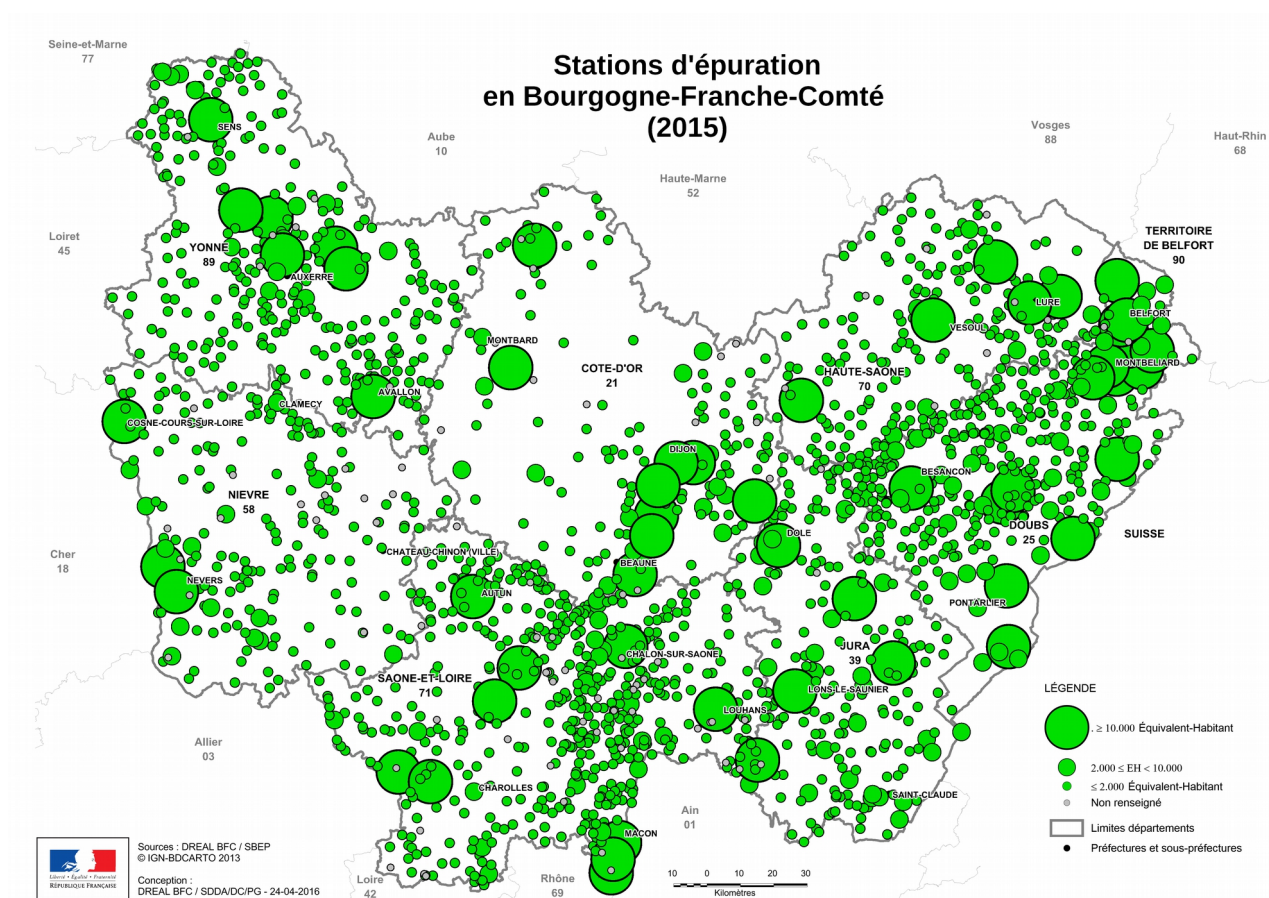 Stations d'épuration
en Bourgogne-Franche-Comté
(2015)
Seine-et-Marne
77
Aube
10
Haute-Marne
52
Vosges
88
Haut-Rhin
68
Loiret
45
Cher
18
Allier
03
Loire
42
Rhône
69
Ain
01
SUISSE
TERRITOIRE
DE BELFORT
90
YONNE
89
COTE-D'OR
21
HAUTE-SAONE
70
NIEVRE
58
DOUBS
25
JURA
39
SAONE-ET-LOIRE
71
SENS
AUXERRE
MONTBARD
AVALLON
CLAMECY
COSNE-COURS-SUR-LOIRE
LURE
BELFORT
VESOUL
MONTBELIARD
DIJON
BESANCON
DOLE
CHATEAU-CHINON (VILLE)
BEAUNE
NEVERS
AUTUN
PONTARLIER
CHALON-SUR-SAONE
LONS-LE-SAUNIER
LOUHANS
CHAROLLES
SAINT-CLAUDE
MACON
LÉGENDE
. ≥ 10.000 Équivalent-Habitant
2.000 ≤ EH < 10.000
≤ 2.000 Équivalent-Habitant
Non renseigné
Limites départements
Préfectures et sous-préfectures
10 0 10 20 30
Kilomètres
Liberté • Égalité • Fraternité
RÉPUBLIQUE FRANÇAISE
Sources : DREAL BFC / SBEP
© IGN-BDCARTO 2013
Conception :
DREAL BFC / SDDA/DC/PG - 24-04-2016